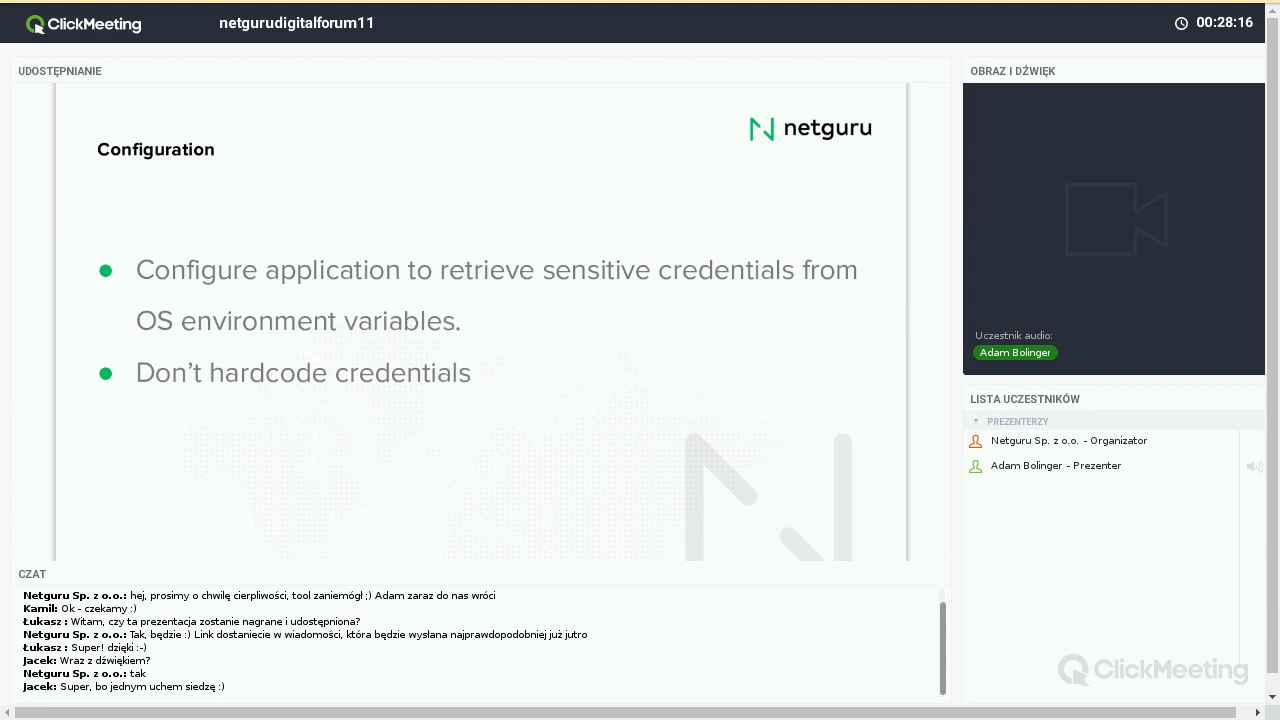 ClickMeeting
netgurudigitalforum11
00:28:16
UDOSTĘPNIANIE
netguru
Configuration
Configure application to retrieve sensitive credentials from
OS environment variables.
Don't hardcode credentials
CZAT
Netguru Sp. z o.o.: hej, prosimy o chwilę cierpliwości, tool zaniemógł ;) Adam zaraz do nas wróci
Kamil: Ok - czekamy :)
Łukasz : Witam, czy ta prezentacja zostanie nagrane i udostępniona?
Netguru Sp. z o.o.: Tak, będzie :) Link dostaniecie w wiadomości, która będzie wysłana najprawdopodobniej już jutro
Łukasz : Super! dzięki :-)
Jacek: Wraz z dźwiękiem?
Netguru Sp. z o.o.: tak
Jacek: Super, bo jednym uchem siedzę :)
OBRAZ I DŹWIĘK
Uczestnik audio:
Adam Bolinger
LISTA UCZESTNIKÓW
PREZENTERZY
Netguru Sp. z o.o. - Organizator
Adam Bolinger - Prezenter
ClickMeeting